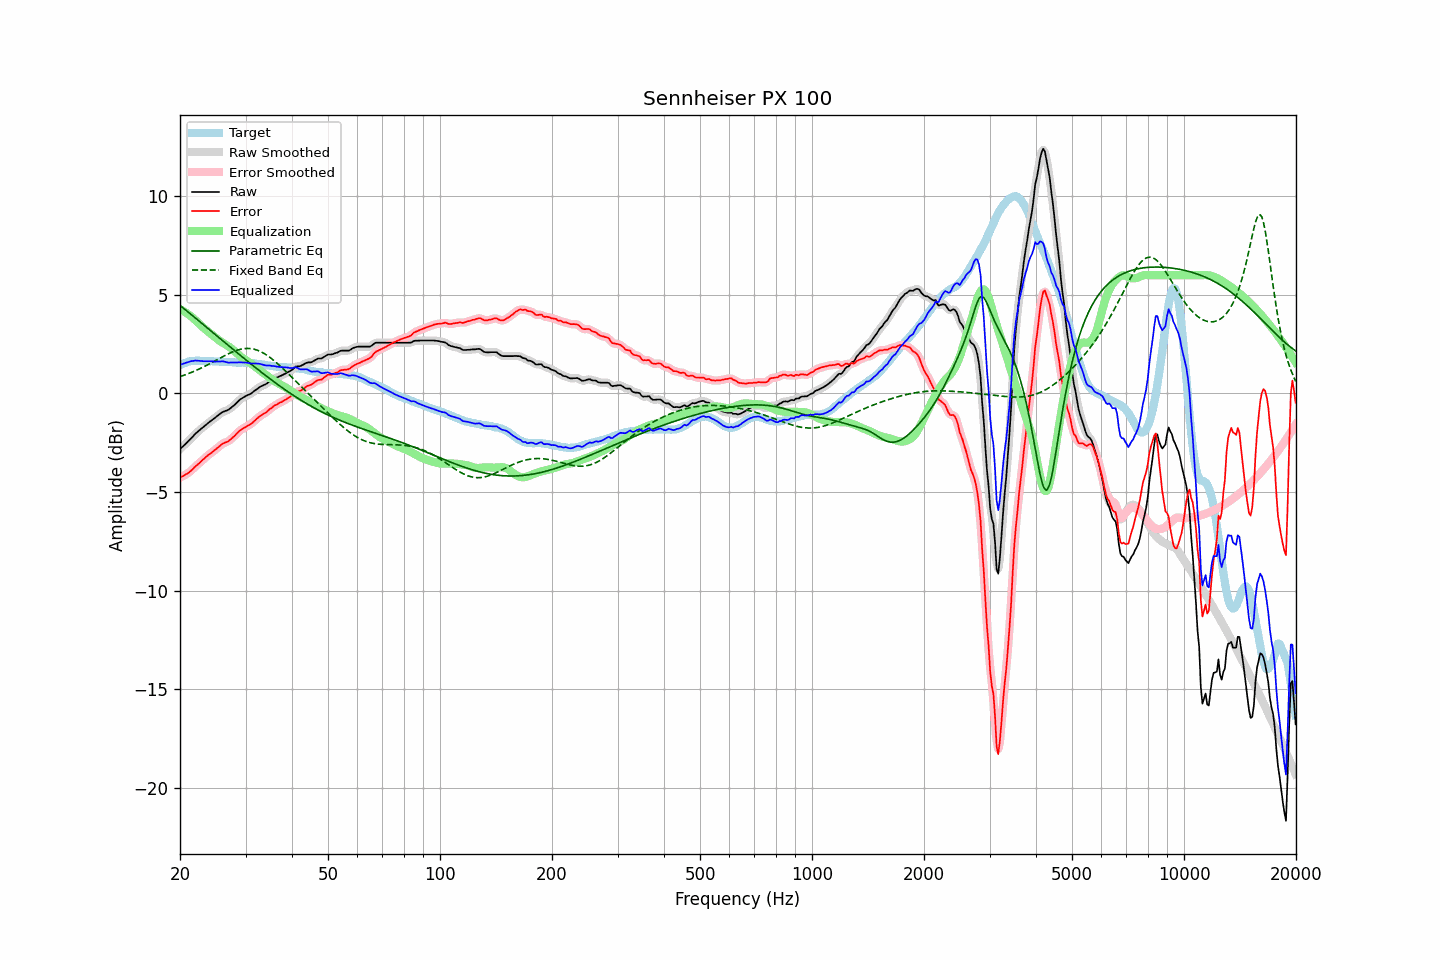 Sennheiser PX 100
Target
Raw Smoothed
Error Smoothed
Raw
Error
Equalization
Parametric Eq
Fixed Band Eq
Equalized
10
5
0
−5
−10
−15
−20
Amplitude (dBr)
20 50 100 200 500 1000 2000 5000 10000 20000
Frequency (Hz)